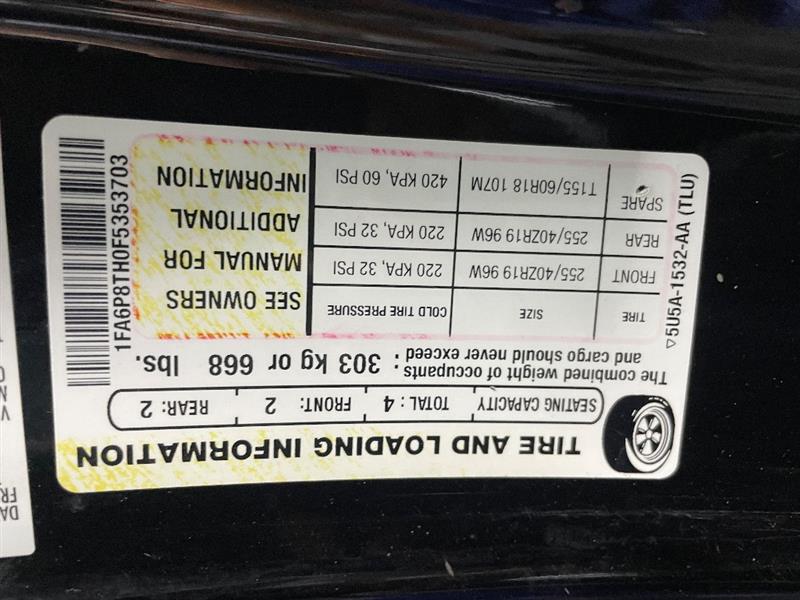 TIRE AND LOADING INFORMATION
SEATING CAPACITY TOTAL: 4 FRONT: 2 REAR: 2
The combined weight of occupants
and cargo should never exceed : 303 kg or 668 lbs.
TIRE SIZE COLD TIRE PRESSURE
FRONT 255/40ZR19 96W 220 KPA, 32 PSI
REAR 255/40ZR19 96W 220 KPA, 32 PSI
SPARE T155/60R18 107M 420 KPA, 60 PSI
SEE OWNERS
MANUAL FOR
ADDITIONAL
INFORMATION
▽5U5A-1532-AA (TLU)
1FA6P8TH0F5353703
DA
FR